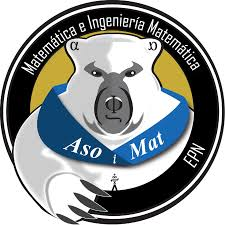 Matemática e Ingeniería Matemática
Aso i Mat
EPN